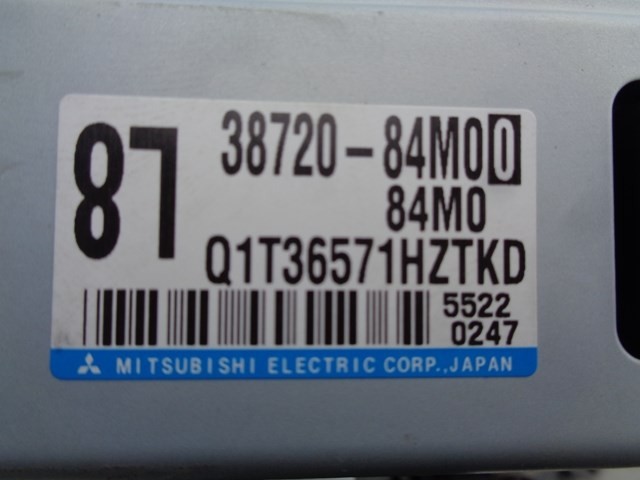 87
38720-84M00
84M0
Q1T36571HZTKD
5522
0247
MITSUBISHI ELECTRIC CORP.,JAPAN